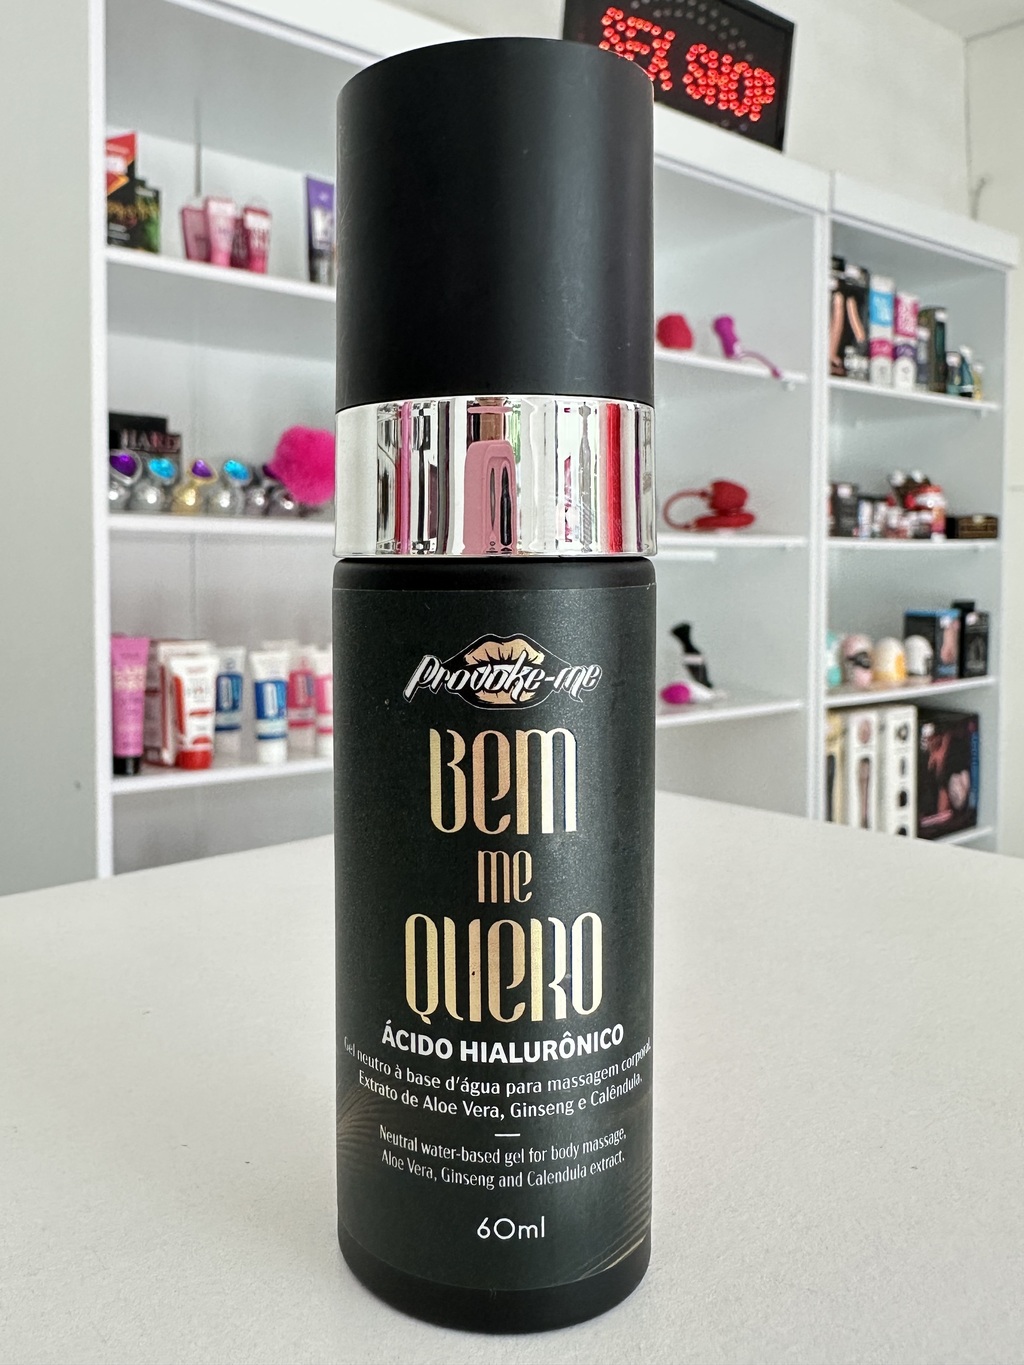 SEX SHOP
Provoke-me
Bem
me
QUERO
ÁCIDO HIALURÔNICO
Gel neutro à base d'água para massagem corporal.
Extrato de Aloe Vera, Ginseng e Calêndula.
Neutral water-based gel for body massage,
Aloe Vera, Ginseng and Calendula extract.
60ml